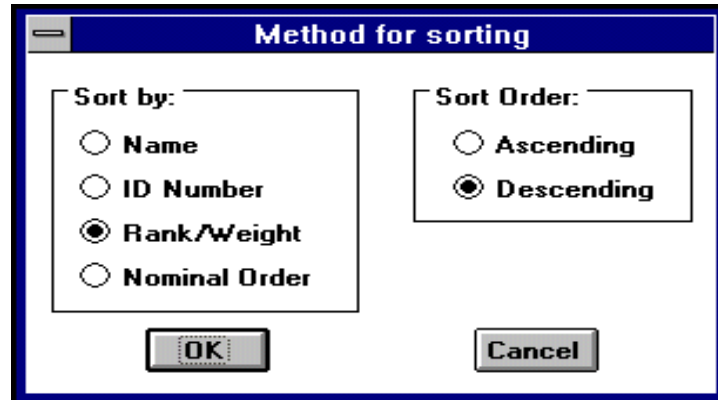 Method for sorting
Sort by:
Name
ID Number
Rank/Weight
Nominal Order
Sort Order:
Ascending
Descending
OK
Cancel